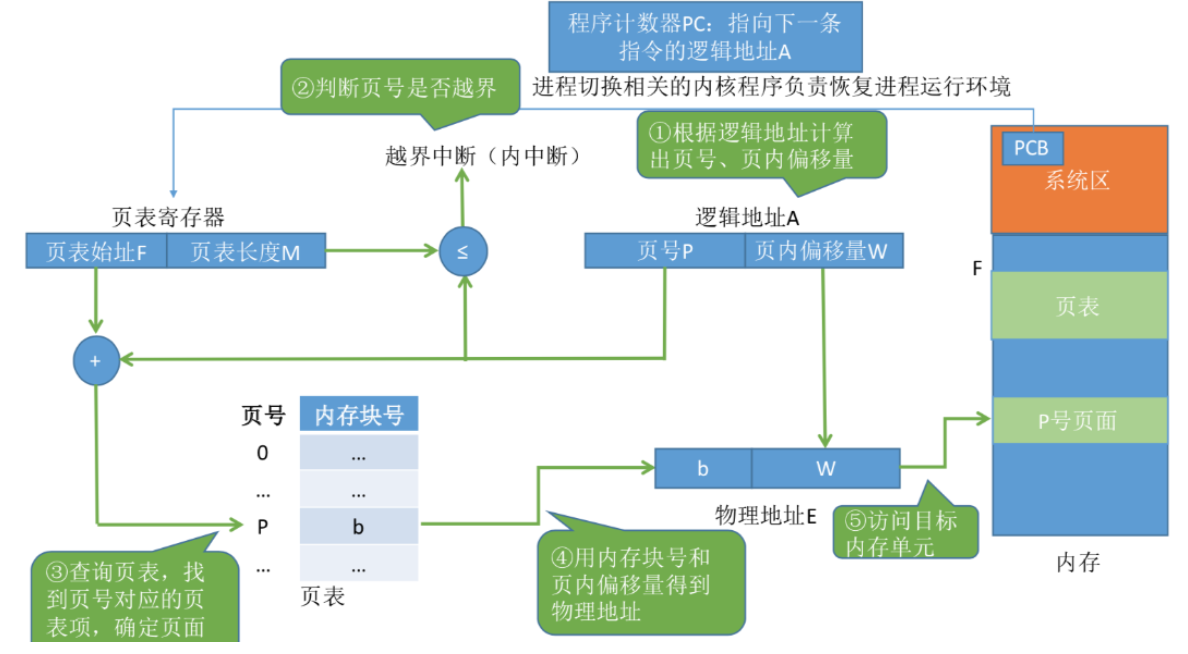 程序计数器PC：指向下一条
指令的逻辑地址A
②判断页号是否越界
进程切换相关的内核程序负责恢复进程运行环境
①根据逻辑地址计算
出页号、页内偏移量
越界中断（内中断）
PCB
系统区
页表寄存器
逻辑地址A
页表始址F
页表长度M
≤
页号P
页内偏移量W
F
页表
+
页号
内存块号
0
…
…
…
P
b
…
…
页表
b
W
物理地址E
P号页面
③查询页表，找
到页号对应的页
表项，确定页面
④用内存块号和
页内偏移量得到
物理地址
⑤访问目标
内存单元
内存